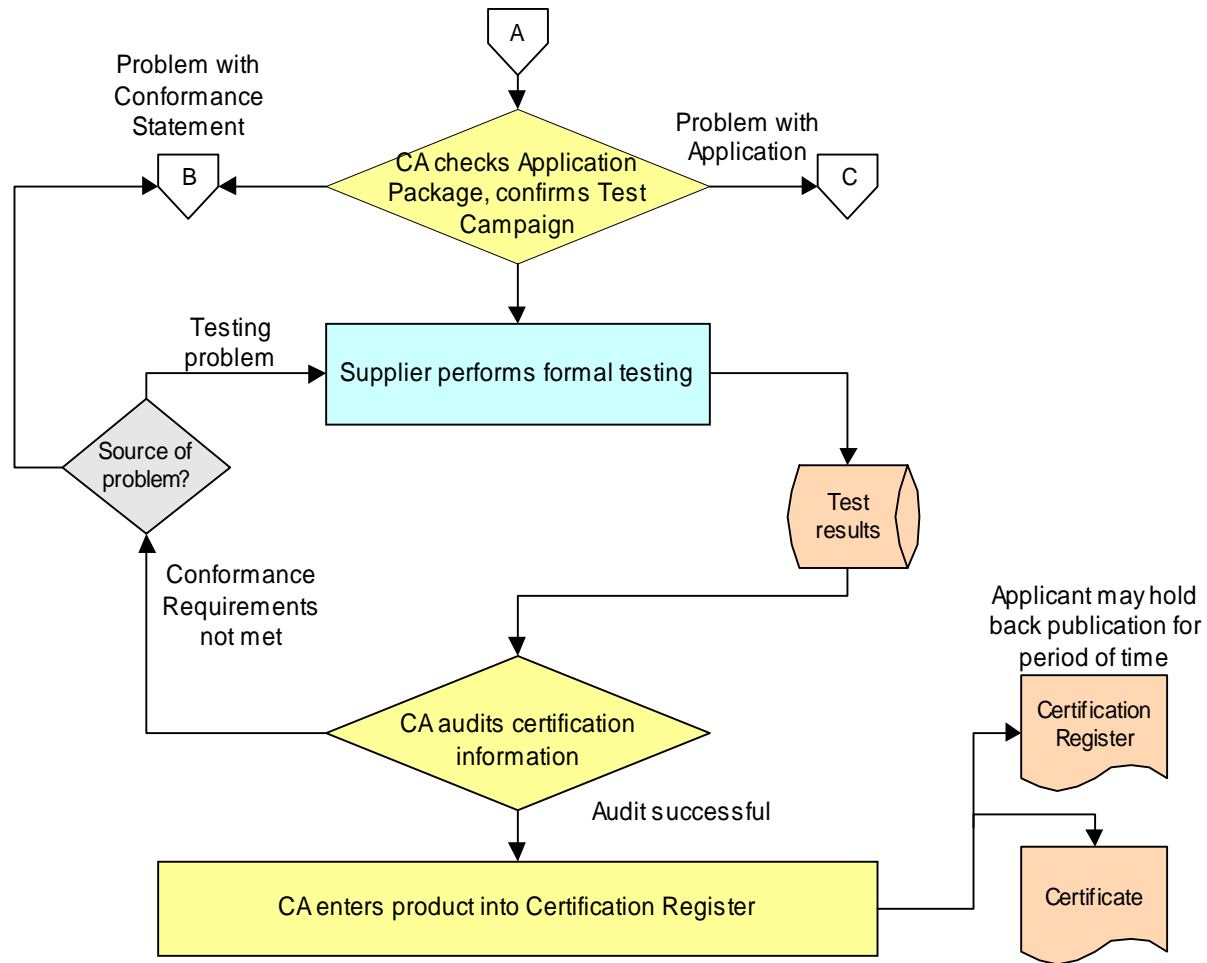 A
Problem with
Conformance
Statement
Problem with
Application
B
CA checks Application
Package, confirms Test
Campaign
C
Testing
problem
Supplier performs formal testing
Source of
problem?
Test
results
Conformance
Requirements
not met
Applicant may hold
back publication for
period of time
CA audits certification
information
Certification
Register
Audit successful
CA enters product into Certification Register
Certificate